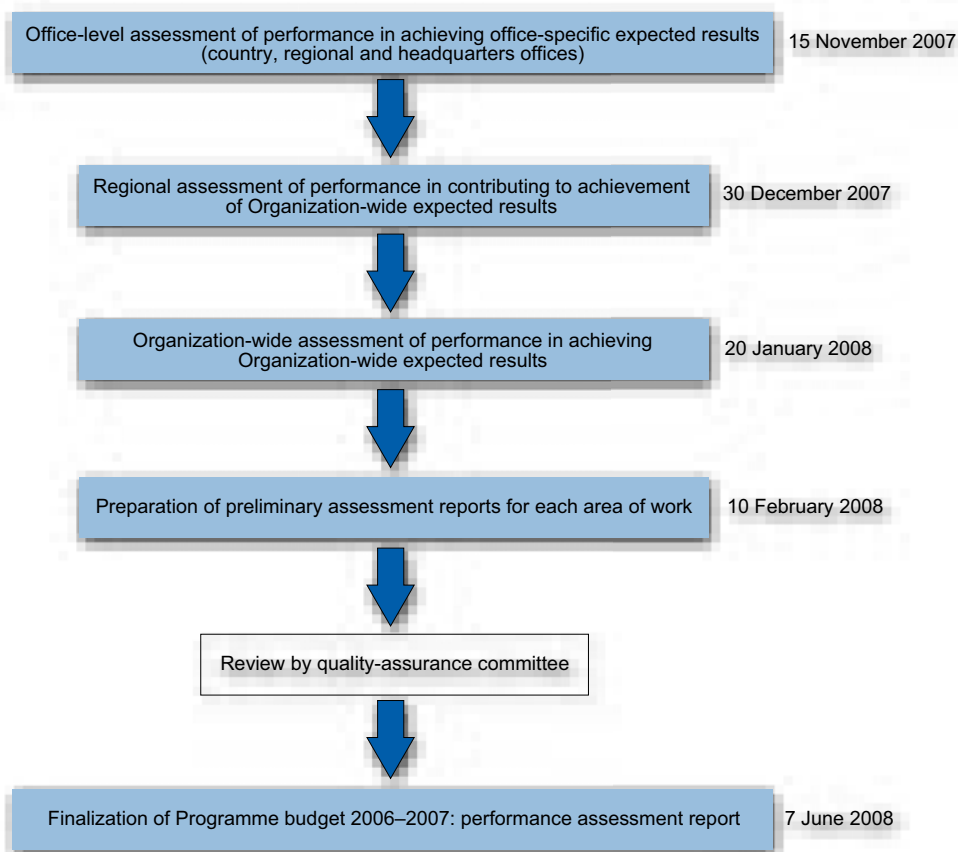 Office-level assessment of performance in achieving office-specific expected results
(country, regional and headquarters offices)
15 November 2007
Regional assessment of performance in contributing to achievement
of Organization-wide expected results
30 December 2007
Organization-wide assessment of performance in achieving
Organization-wide expected results
20 January 2008
Preparation of preliminary assessment reports for each area of work
10 February 2008
Review by quality-assurance committee
Finalization of Programme budget 2006–2007: performance assessment report
7 June 2008